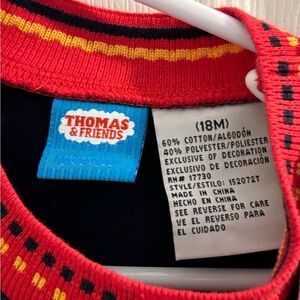 THOMAS
& FRIENDS
(18M)
60% COTTON/ALGODÓN
40% POLYESTER/POLIESTER
EXCLUSIVE OF DECORATION
EXCLUSIVO DE DECORACIÓN
RN# 17730
STYLE/ESTILO: 152072T
MADE IN CHINA
HECHO EN CHINA
SEE REVERSE FOR CARE
VE EL REVERSO PARA
EL CUIDADO